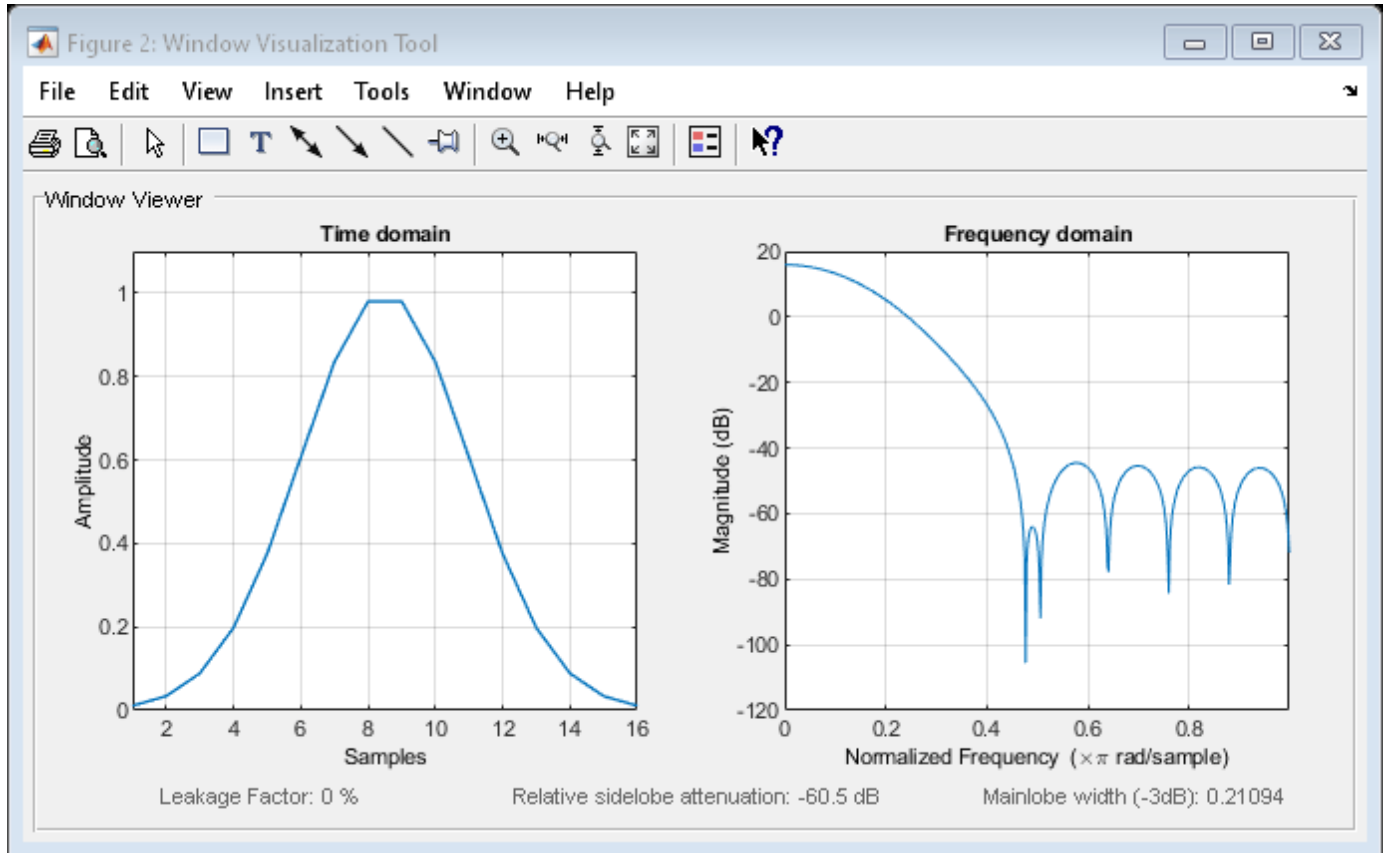 Figure 2: Window Visualization Tool
File Edit View Insert Tools Window Help
T
?
Window Viewer
Time domain
1
0.8
0.6
0.4
0.2
0
Amplitude
2 4 6 8 10 12 14 16
Samples
Frequency domain
20
0
-20
-40
-60
-80
-100
-120
Magnitude (dB)
0 0.2 0.4 0.6 0.8
Normalized Frequency (×π rad/sample)
Leakage Factor: 0 % Relative sidelobe attenuation: -60.5 dB Mainlobe width (-3dB): 0.21094